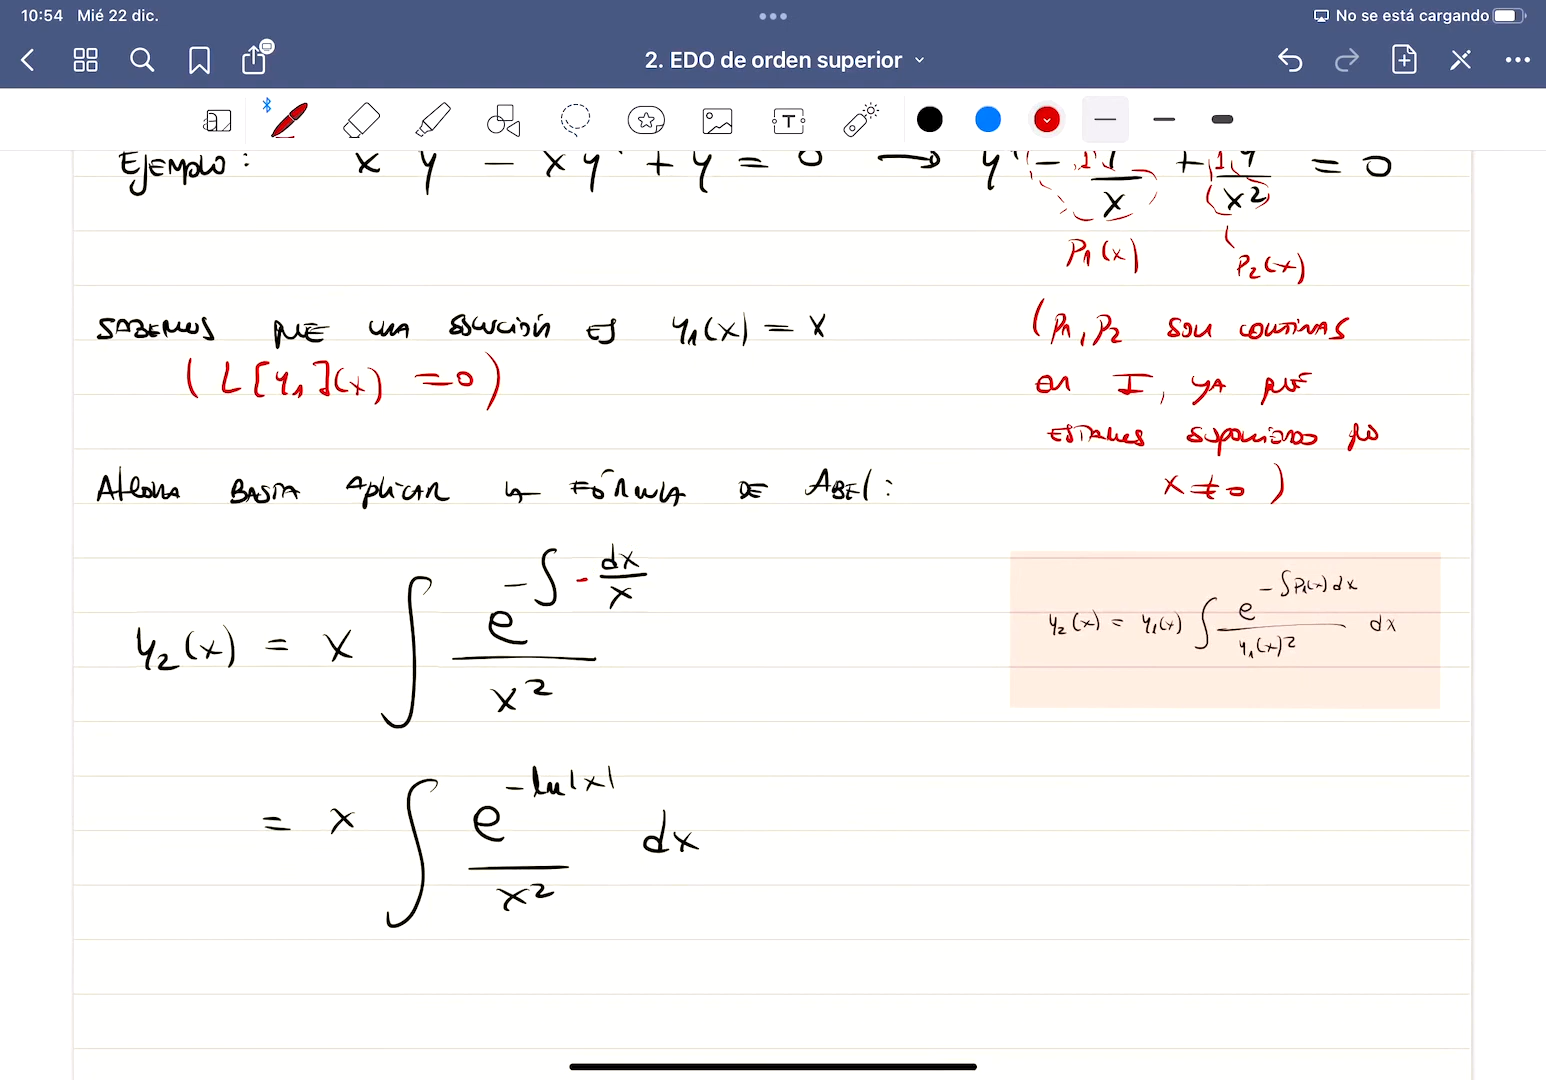 10:54 Mié 22 dic.
No se está cargando
2. EDO de orden superior
T
Ejemplo: x y - xy' + y = 0 → y'' - 1 y / x + 1 y / x² = 0
P₁(x) P₂(x)
SABEMOS QUE UNA SOLUCIÓN ES y₁(x) = x
( L[y₁](x) = 0 )
( P₁, P₂ SON CONTINAS
EN I, YA QUE
ESTAMOS SUPONIENDO QUE
x ≠ 0 )
AHORA BASTA APLICAR LA FÓRMULA DE ABEL:
y₂(x) = x ∫ e^(-∫ - dx/x) / x²
y₂(x) = y₁(x) ∫ e^(-∫P₁(x)dx) / y₁(x)² dx
= x ∫ e^(-ln|x|) / x² dx